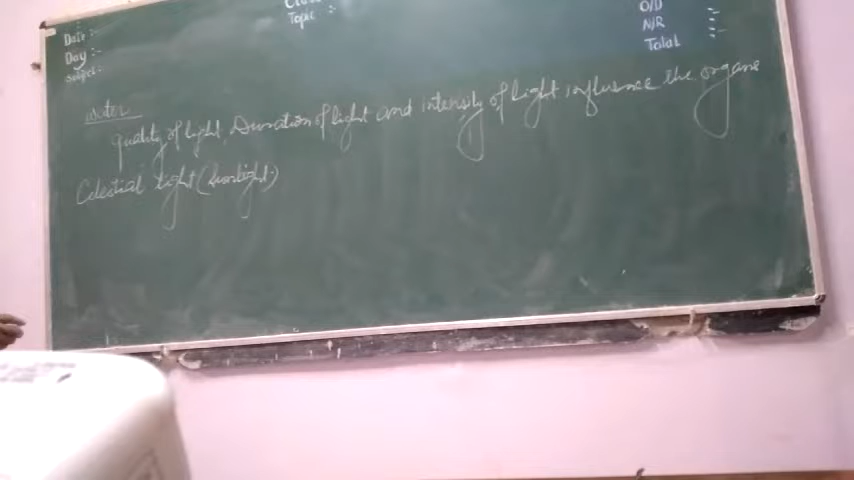 Topic :-
Date :-
Day :-
Subject :-
O/D :-
N/R :-
Total :-
water
quality of light, Duration of light and intensity of light influence the organs
Celestial light (sunlight)